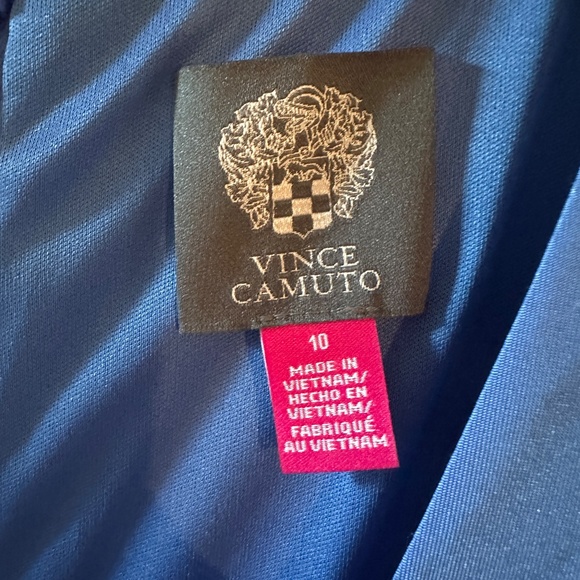 VINCE
CAMUTO
10
MADE IN
VIETNAM/
HECHO EN
VIETNAM/
FABRIQUÉ
AU VIETNAM